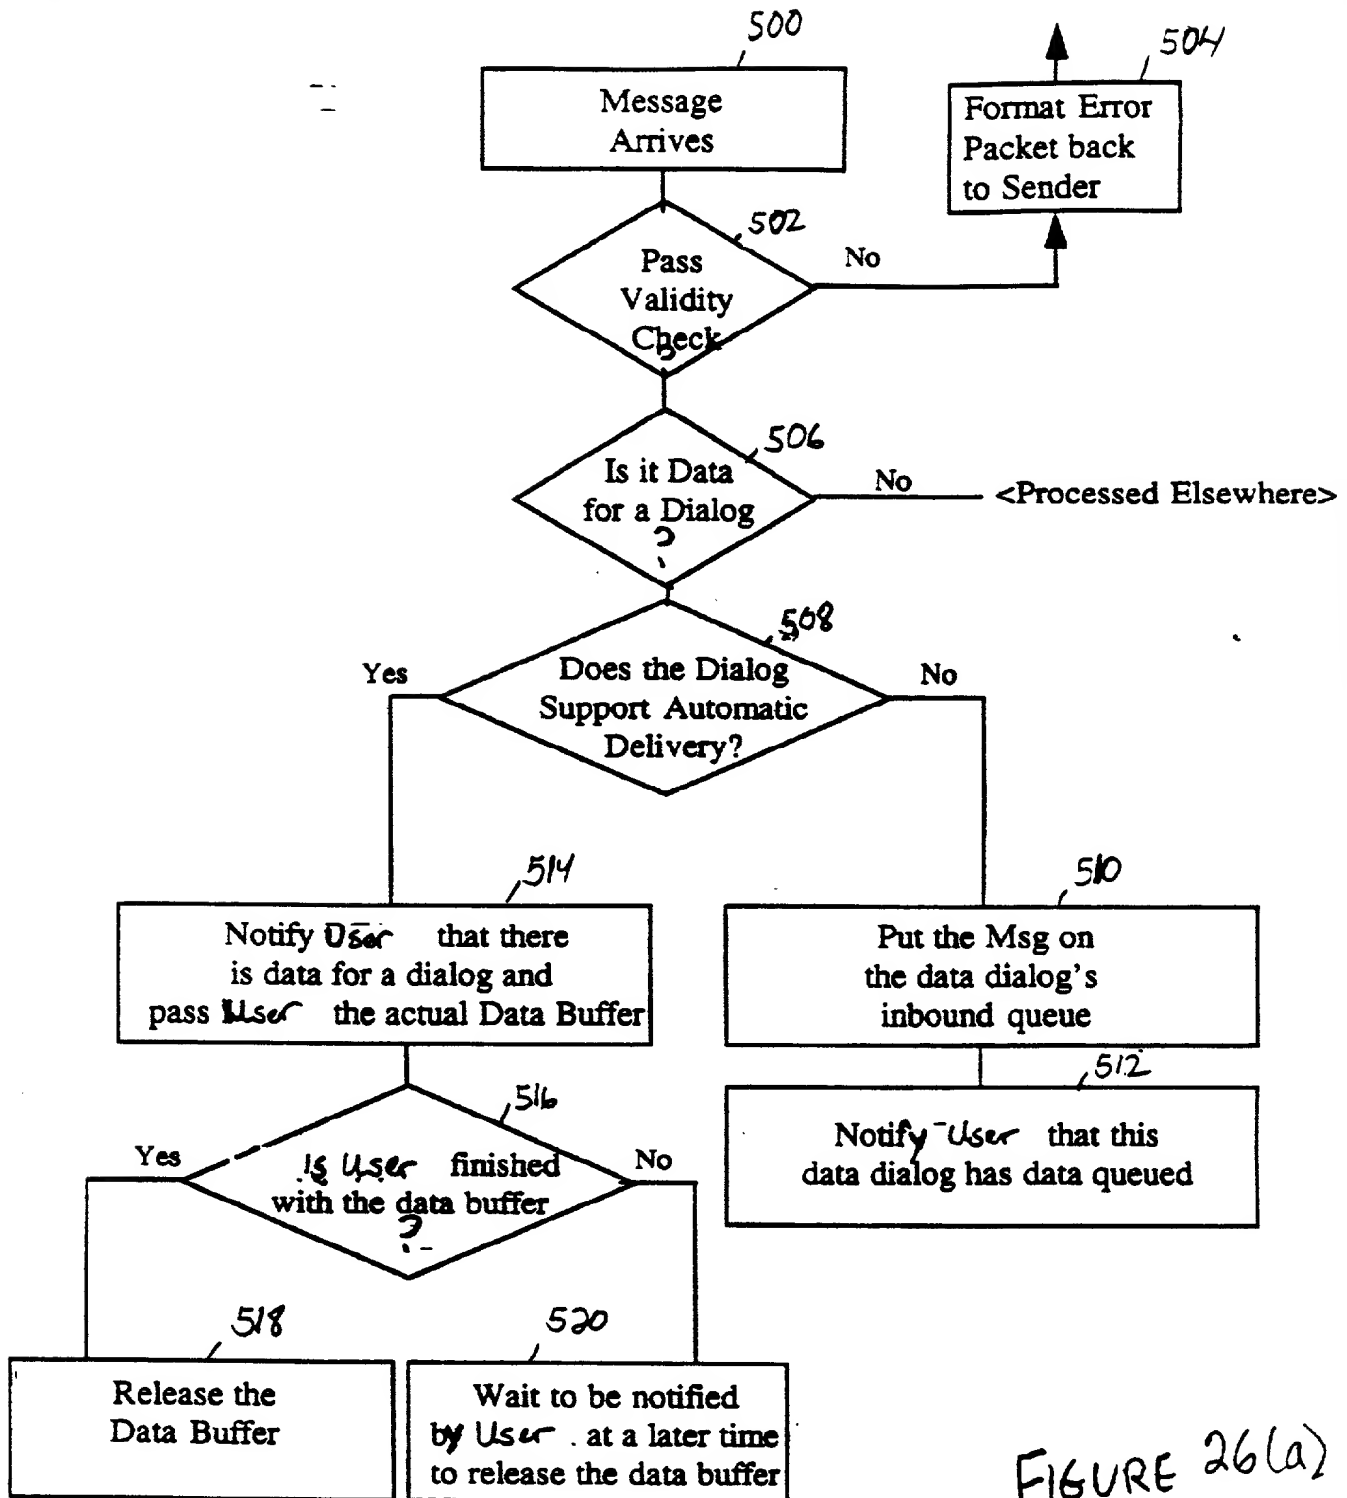 500
Message
Arrives
504
Format Error
Packet back
to Sender
502
Pass
Validity
Check
?
No
506
Is it Data
for a Dialog
?
No
<Processed Elsewhere>
508
Does the Dialog
Support Automatic
Delivery?
Yes
No
514
Notify User that there
is data for a dialog and
pass User the actual Data Buffer
510
Put the Msg on
the data dialog's
inbound queue
512
Notify User that this
data dialog has data queued
516
Is User finished
with the data buffer
?
Yes
No
518
Release the
Data Buffer
520
Wait to be notified
by User . at a later time
to release the data buffer
FIGURE 26(a)